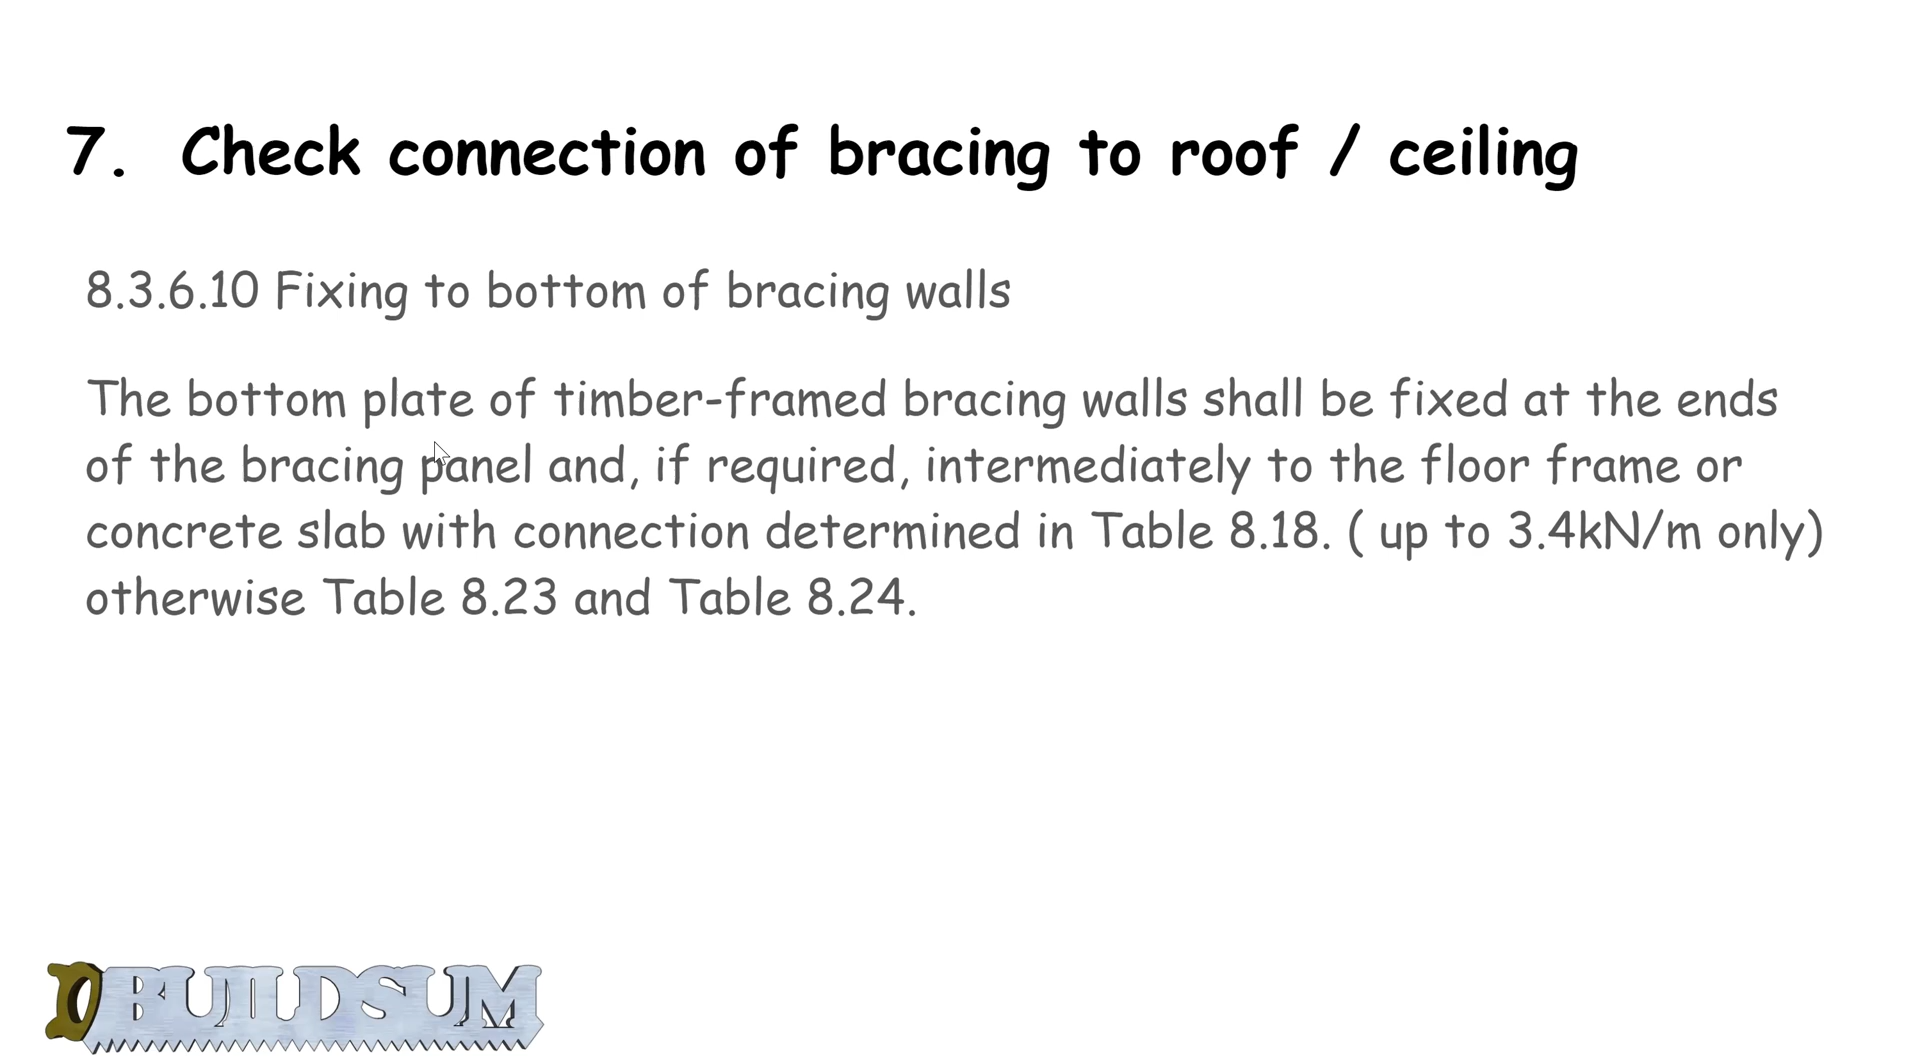 7. Check connection of bracing to roof / ceiling
8.3.6.10 Fixing to bottom of bracing walls
The bottom plate of timber-framed bracing walls shall be fixed at the ends
of the bracing panel and, if required, intermediately to the floor frame or
concrete slab with connection determined in Table 8.18. ( up to 3.4kN/m only)
otherwise Table 8.23 and Table 8.24.
BUILDSUM